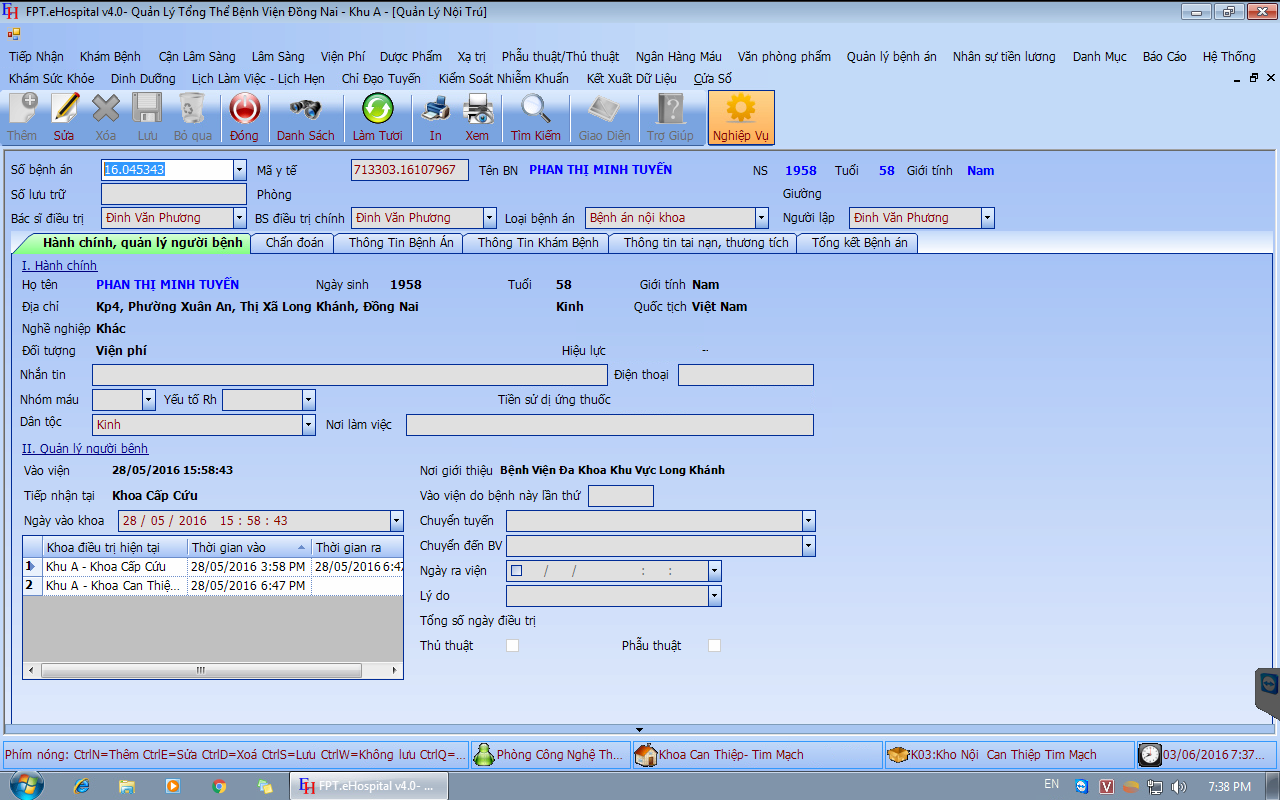 FPT.eHospital v4.0- Quản Lý Tổng Thể Bệnh Viện Đồng Nai - Khu A - [Quản Lý Nội Trú]
Tiếp Nhận Khám Bệnh Cận Lâm Sàng Lâm Sàng Viện Phí Dược Phẩm Xạ trị Phẫu thuật/Thủ thuật Ngân Hàng Máu Văn phòng phẩm Quản lý bệnh án Nhân sự tiền lương Danh Mục Báo Cáo Hệ Thống
Khám Sức Khỏe Dinh Dưỡng Lịch Làm Việc - Lịch Hẹn Chỉ Đạo Tuyến Kiểm Soát Nhiễm Khuẩn Kết Xuất Dữ Liệu Cửa Sổ
Thêm Sửa Xóa Lưu Bỏ qua Đóng Danh Sách Làm Tươi In Xem Tìm Kiếm Giao Diện Trợ Giúp Nghiệp Vụ
Số bệnh án 16.045343 Mã y tế 713303.16107967 Tên BN PHAN THỊ MINH TUYẾN NS 1958 Tuổi 58 Giới tính Nam
Số lưu trữ Phòng Giường
Bác sĩ điều trị Đinh Văn Phương BS điều trị chính Đinh Văn Phương Loại bệnh án Bệnh án nội khoa Người lập Đinh Văn Phương
Hành chính, quản lý người bệnh Chẩn đoán Thông Tin Bệnh Án Thông Tin Khám Bệnh Thông tin tai nạn, thương tích Tổng kết Bệnh án
I. Hành chính
Họ tên PHAN THỊ MINH TUYẾN Ngày sinh 1958 Tuổi 58 Giới tính Nam
Địa chỉ Kp4, Phường Xuân An, Thị Xã Long Khánh, Đồng Nai Kinh Quốc tịch Việt Nam
Nghề nghiệp Khác
Đối tượng Viện phí Hiệu lực --
Nhắn tin Điện thoại
Nhóm máu Yếu tố Rh Tiền sử dị ứng thuốc
Dân tộc Kinh Nơi làm việc
II. Quản lý người bệnh
Vào viện 28/05/2016 15:58:43 Nơi giới thiệu Bệnh Viện Đa Khoa Khu Vực Long Khánh
Tiếp nhận tại Khoa Cấp Cứu Vào viện do bệnh này lần thứ
Ngày vào khoa 28 / 05 / 2016 15 : 58 : 43 Chuyển tuyến
Khoa điều trị hiện tại Thời gian vào Thời gian ra Chuyển đến BV
1 Khu A - Khoa Cấp Cứu 28/05/2016 3:58 PM 28/05/2016 6:47 Ngày ra viện / / : :
2 Khu A - Khoa Can Thiệ... 28/05/2016 6:47 PM
Lý do
Tổng số ngày điều trị
Thủ thuật Phẫu thuật
Phím nóng: CtrlN=Thêm CtrlE=Sửa CtrlD=Xoá CtrlS=Lưu CtrlW=Không lưu CtrlQ=... Phòng Công Nghệ Th... Khoa Can Thiệp- Tim Mạch K03:Kho Nội Can Thiệp Tim Mạch 03/06/2016 7:37...
FPT.eHospital v4.0- ... EN 7:38 PM